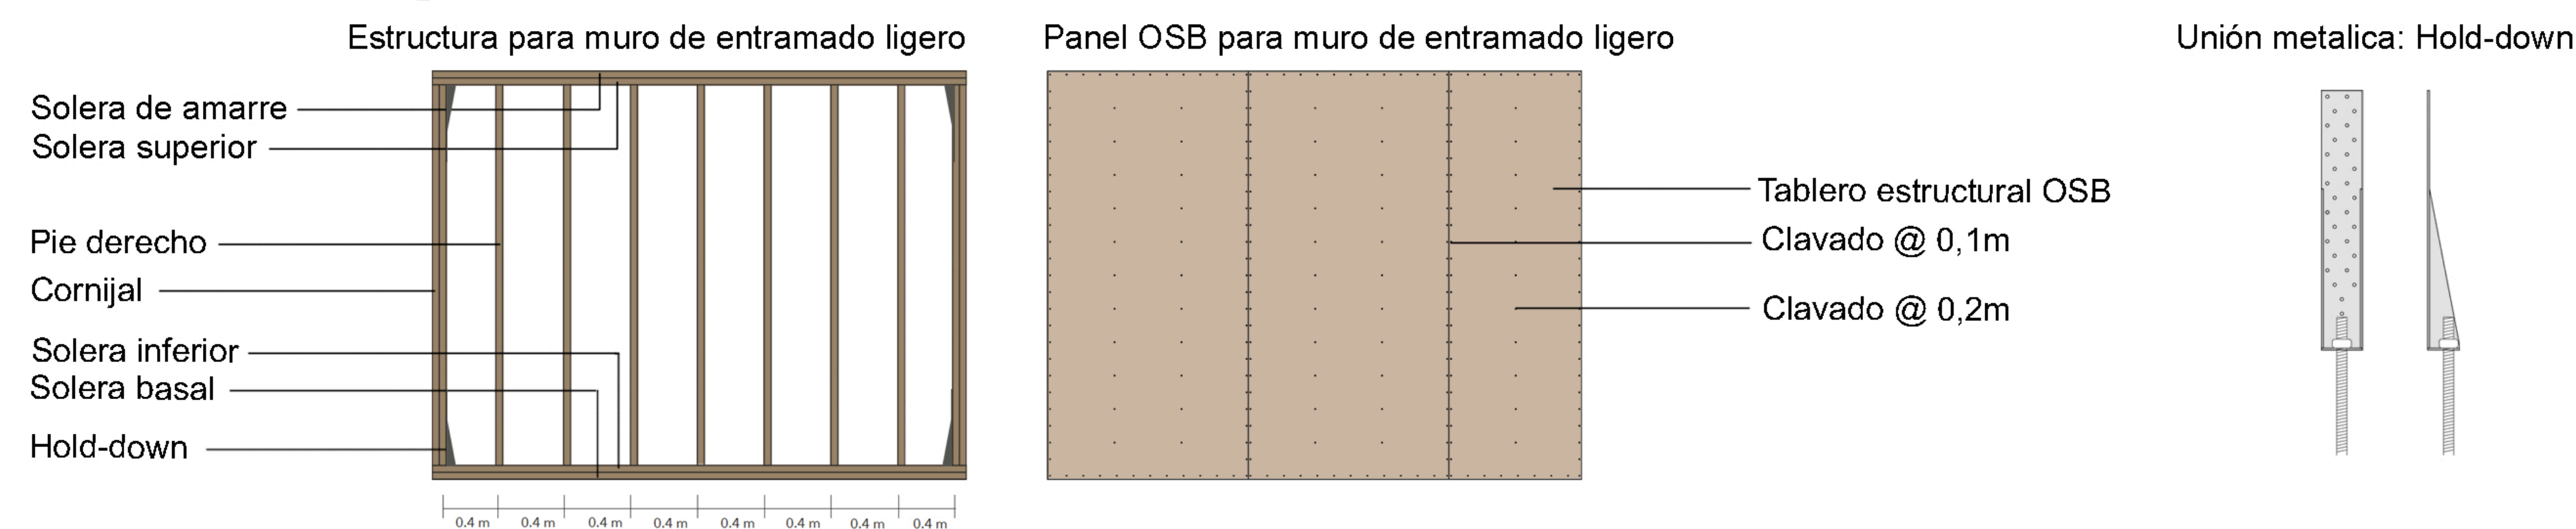 Estructura para muro de entramado ligero
Solera de amarre
Solera superior
Pie derecho
Cornijal
Solera inferior
Solera basal
Hold-down
0.4 m 0.4 m 0.4 m 0.4 m 0.4 m 0.4 m 0.4 m 0.4 m
Panel OSB para muro de entramado ligero
Tablero estructural OSB
Clavado @ 0,1m
Clavado @ 0,2m
Unión metalica: Hold-down